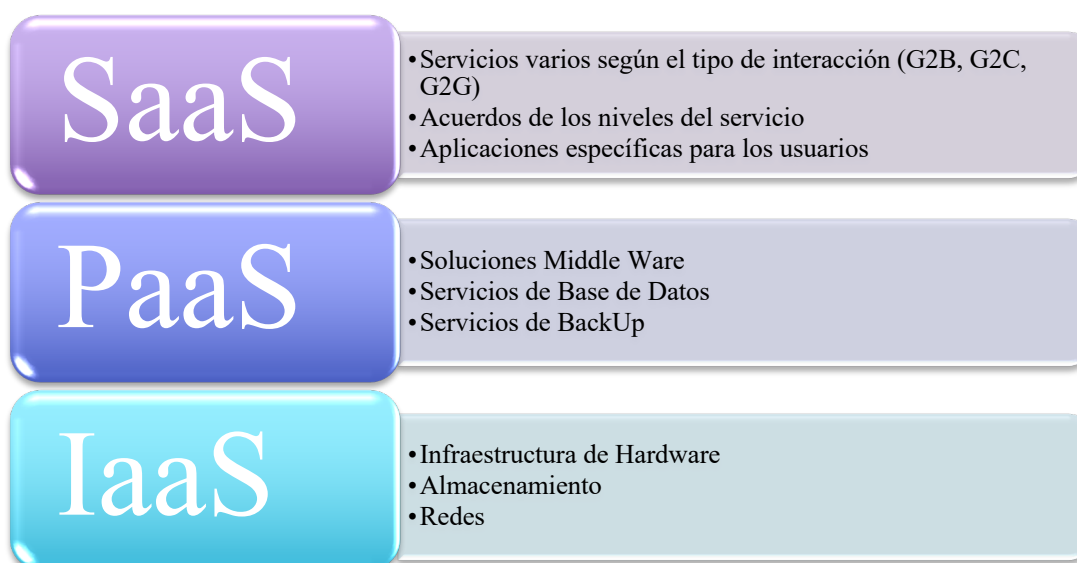 SaaS
•Servicios varios según el tipo de interacción (G2B, G2C,
G2G)
•Acuerdos de los niveles del servicio
•Aplicaciones específicas para los usuarios
PaaS
•Soluciones Middle Ware
•Servicios de Base de Datos
•Servicios de BackUp
IaaS
•Infraestructura de Hardware
•Almacenamiento
•Redes